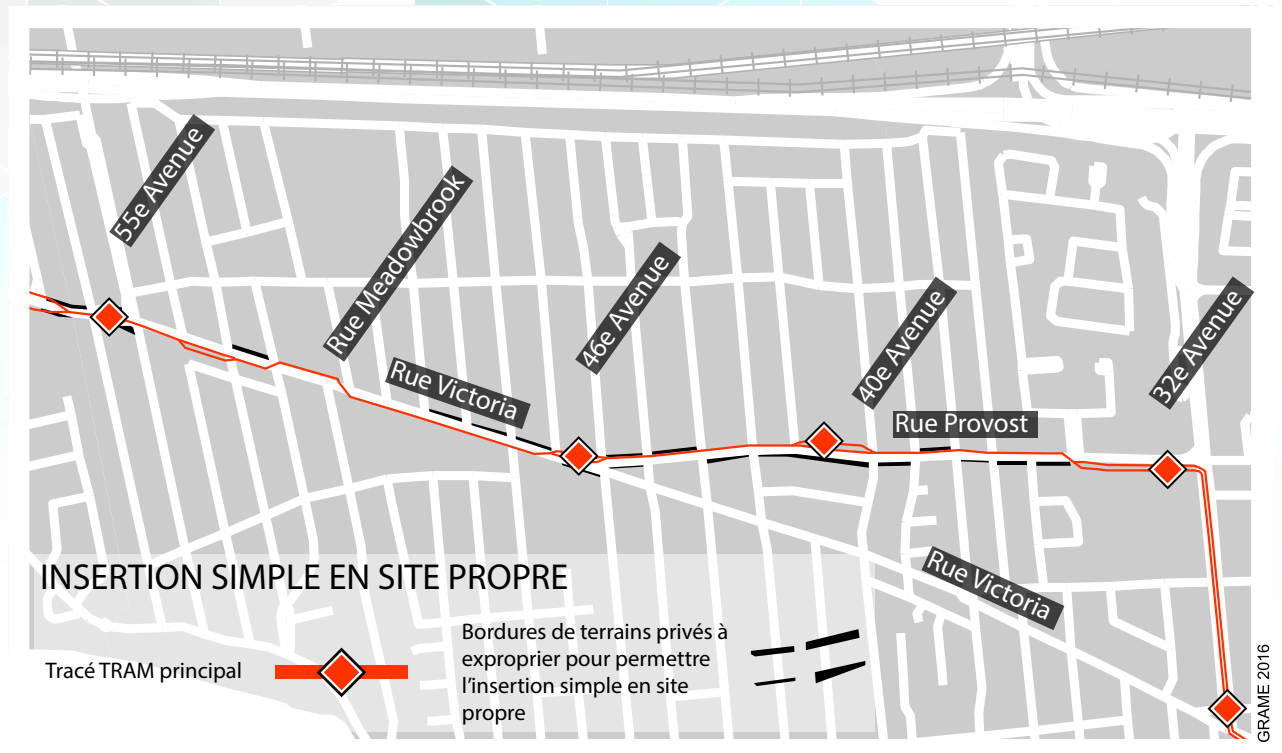 55e Avenue
Rue Meadowbrook
Rue Victoria
46e Avenue
40e Avenue
Rue Provost
32e Avenue
Rue Victoria
INSERTION SIMPLE EN SITE PROPRE
Tracé TRAM principal
Bordures de terrains privés à
exproprier pour permettre
l'insertion simple en site
propre
GRAME 2016